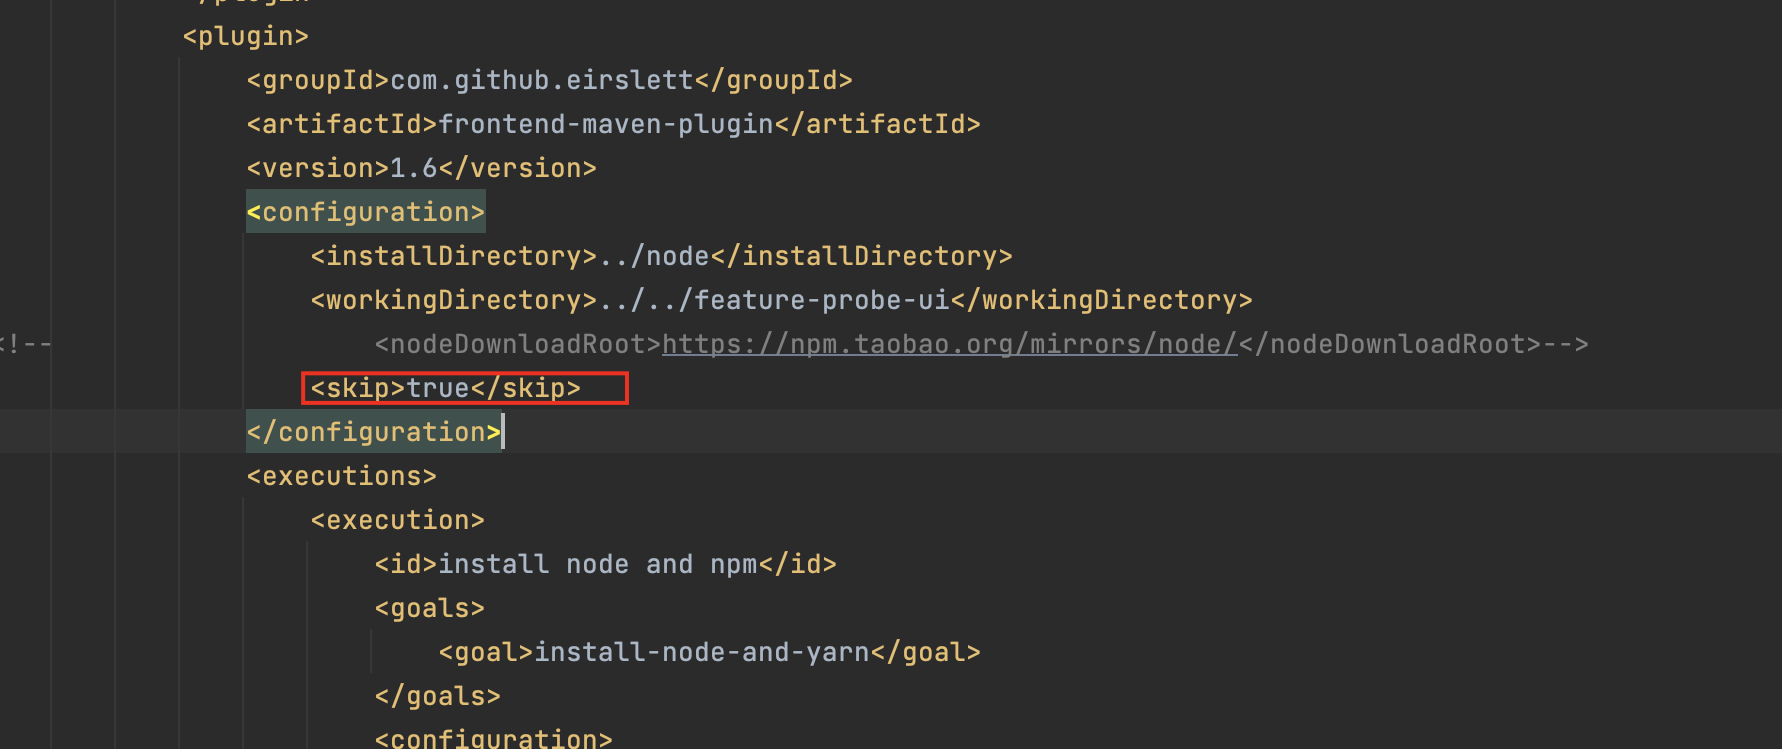 <plugin>
<groupId>com.github.eirslett</groupId>
<artifactId>frontend-maven-plugin</artifactId>
<version>1.6</version>
<configuration>
<installDirectory>../node</installDirectory>
<workingDirectory>../../feature-probe-ui</workingDirectory>
<!-- <nodeDownloadRoot>https://npm.taobao.org/mirrors/node/</nodeDownloadRoot>-->
<skip>true</skip>
</configuration>
<executions>
<execution>
<id>install node and npm</id>
<goals>
<goal>install-node-and-yarn</goal>
</goals>
<configuration>